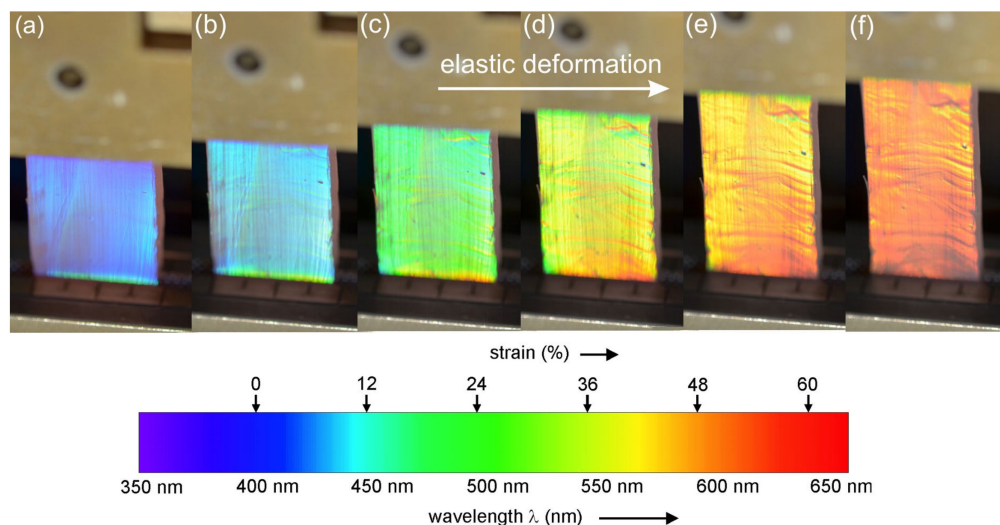 (a) (b) (c) (d) (e) (f)
elastic deformation
strain (%)
0 12 24 36 48 60
350 nm 400 nm 450 nm 500 nm 550 nm 600 nm 650 nm
wavelength λ (nm)